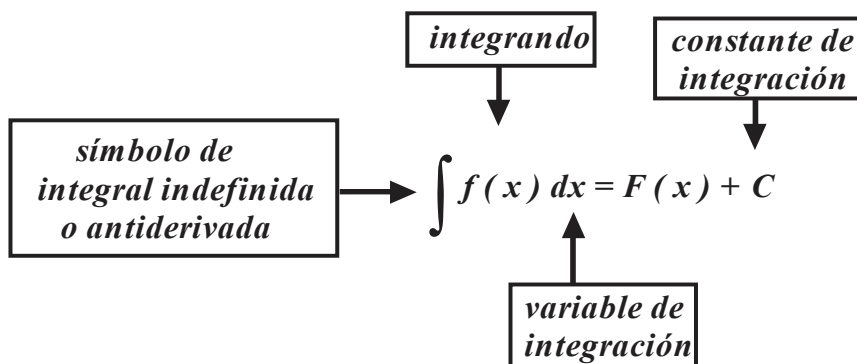 integrando
constante de
integración
símbolo de
integral indefinida
o antiderivada
∫ f ( x ) dx = F ( x ) + C
variable de
integración